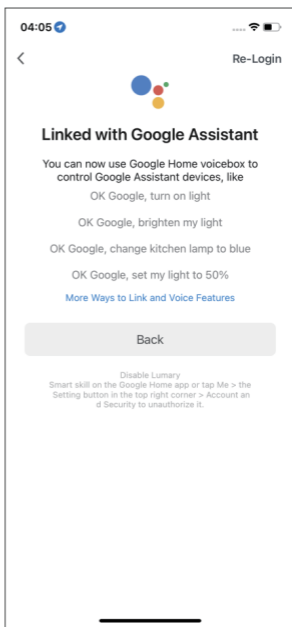 04:05
Re-Login
Linked with Google Assistant
You can now use Google Home voicebox to
control Google Assistant devices, like
OK Google, turn on light
OK Google, brighten my light
OK Google, change kitchen lamp to blue
OK Google, set my light to 50%
More Ways to Link and Voice Features
Back
Disable Lumary
Smart skill on the Google Home app or tap Me > the
Setting button in the top right corner > Account an
d Security to unauthorize it.